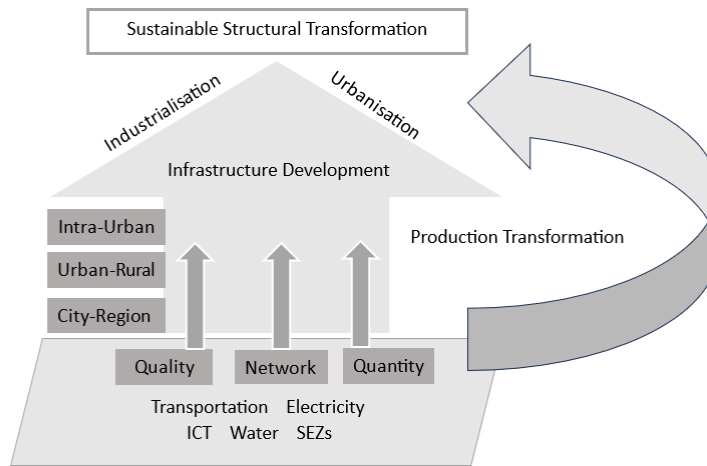 Sustainable Structural Transformation
Industrialisation
Urbanisation
Infrastructure Development
Intra-Urban
Urban-Rural
City-Region
Production Transformation
Quality
Network
Quantity
Transportation Electricity
ICT Water SEZs